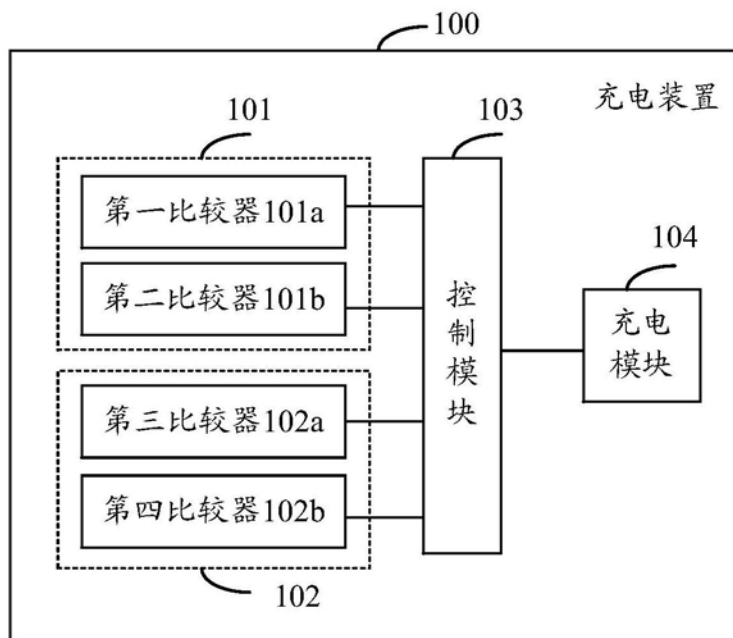 100
充电装置
101
103
第一比较器101a
104
第二比较器101b
控制模块
充电
模块
第三比较器102a
第四比较器102b
102